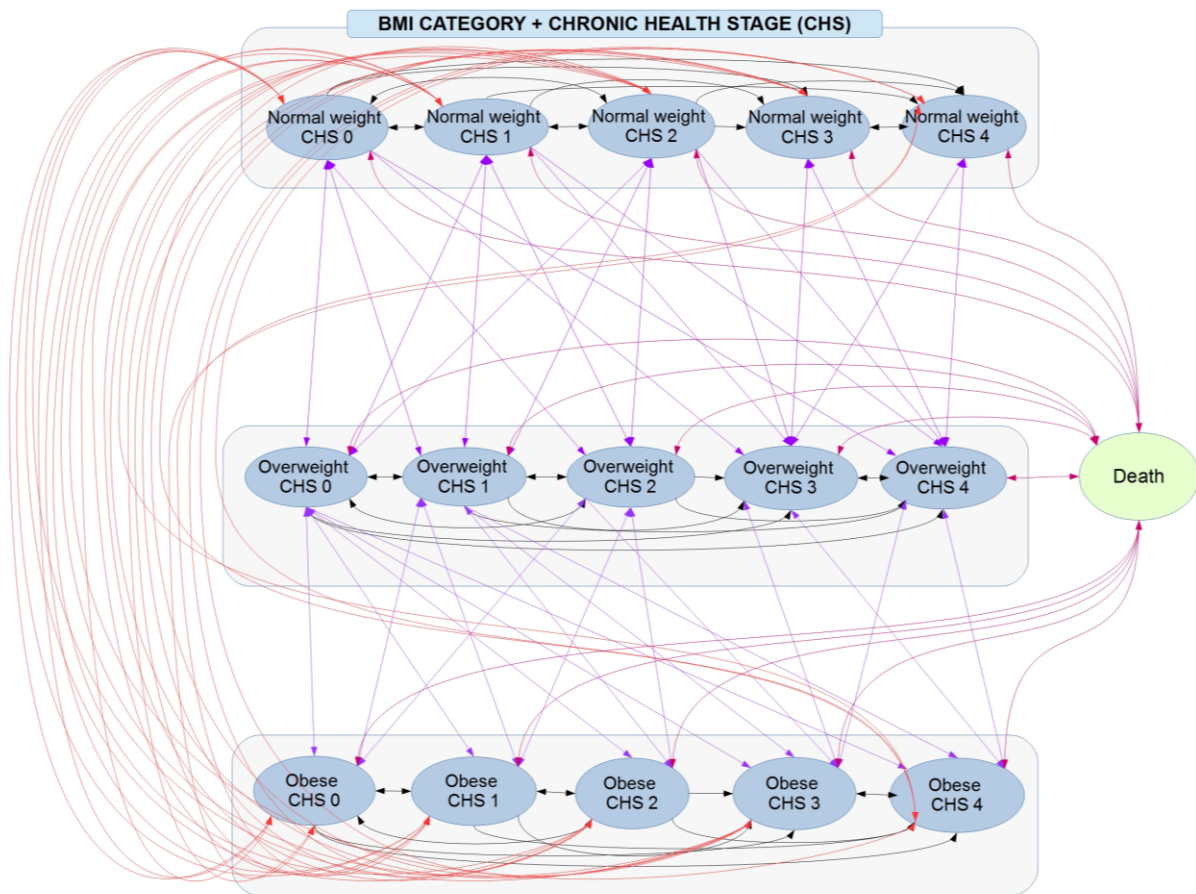 BMI CATEGORY + CHRONIC HEALTH STAGE (CHS)
Normal weight
CHS 0
Normal weight
CHS 1
Normal weight
CHS 2
Normal weight
CHS 3
Normal weight
CHS 4
Overweight
CHS 0
Overweight
CHS 1
Overweight
CHS 2
Overweight
CHS 3
Overweight
CHS 4
Death
Obese
CHS 0
Obese
CHS 1
Obese
CHS 2
Obese
CHS 3
Obese
CHS 4